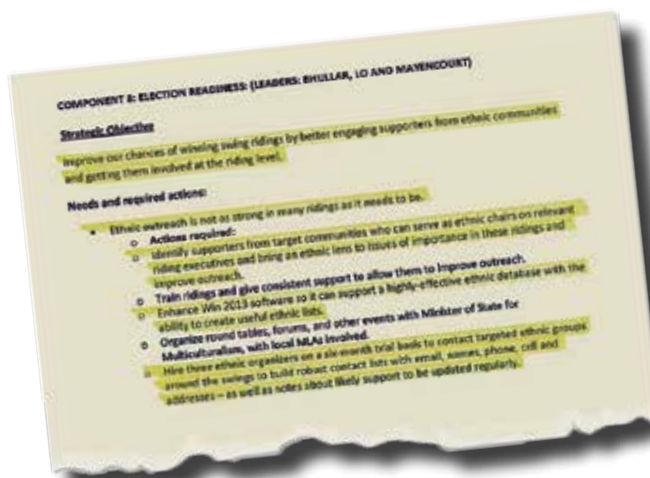 COMPONENT 8: ELECTION READINESS: (LEADERS: BHULLAR, LO AND MAYENCOURT)
Strategic Objective
Improve our chances of winning swing ridings by better engaging supporters from ethnic communities
and getting them involved at the riding level.
Needs and required actions:
• Ethnic outreach is not as strong in many ridings as it needs to be.
o Actions required:
o Identify supporters from target communities who can serve as ethnic chairs on relevant
riding executives and bring an ethnic lens to issues of importance in these ridings and
improve outreach.
o Train ridings and give consistent support to allow them to improve outreach.
o Enhance Win 2013 software so it can support a highly-effective ethnic database with the
ability to create useful ethnic lists.
o Organize round tables, forums, and other events with Minister of State for
Multiculturalism, with local MLAs involved.
o Hire three ethnic organizers on a six-month trial basis to contact targeted ethnic groups
around the swings to build robust contact lists with email, names, phone, cell and
addresses – as well as notes about likely support to be updated regularly.